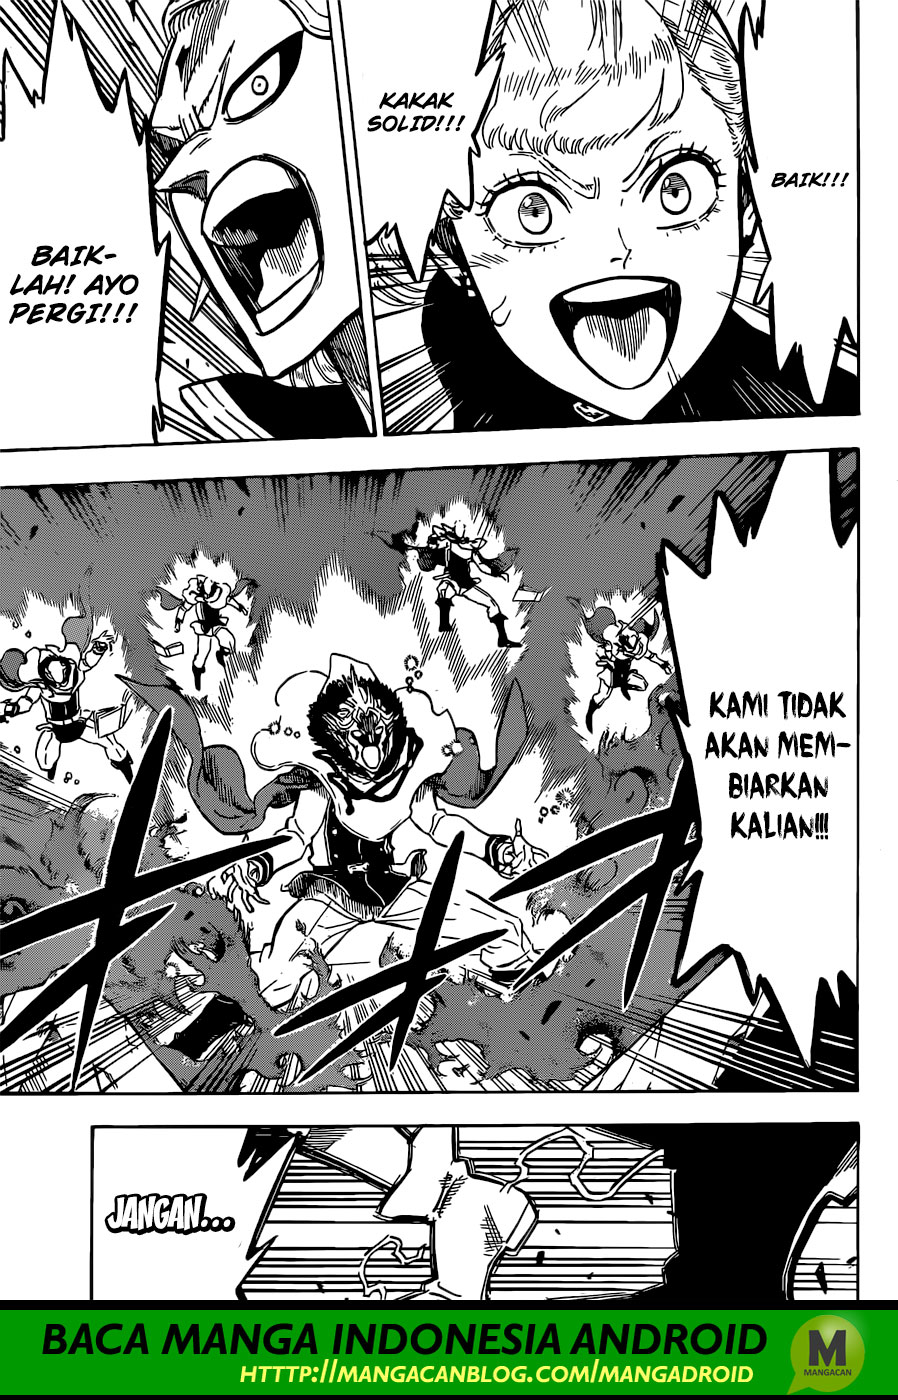 BAIK!!!
KAKAK
SOLID!!!
BAIK-
LAH! AYO
PERGI!!!
KAMI TIDAK
AKAN MEM-
BIARKAN
KALIAN!!!
JANGAN...
BACA MANGA INDONESIA ANDROID
HTTTP://MANGACANBLOG.COM/MANGADROID
M
MANGACAN